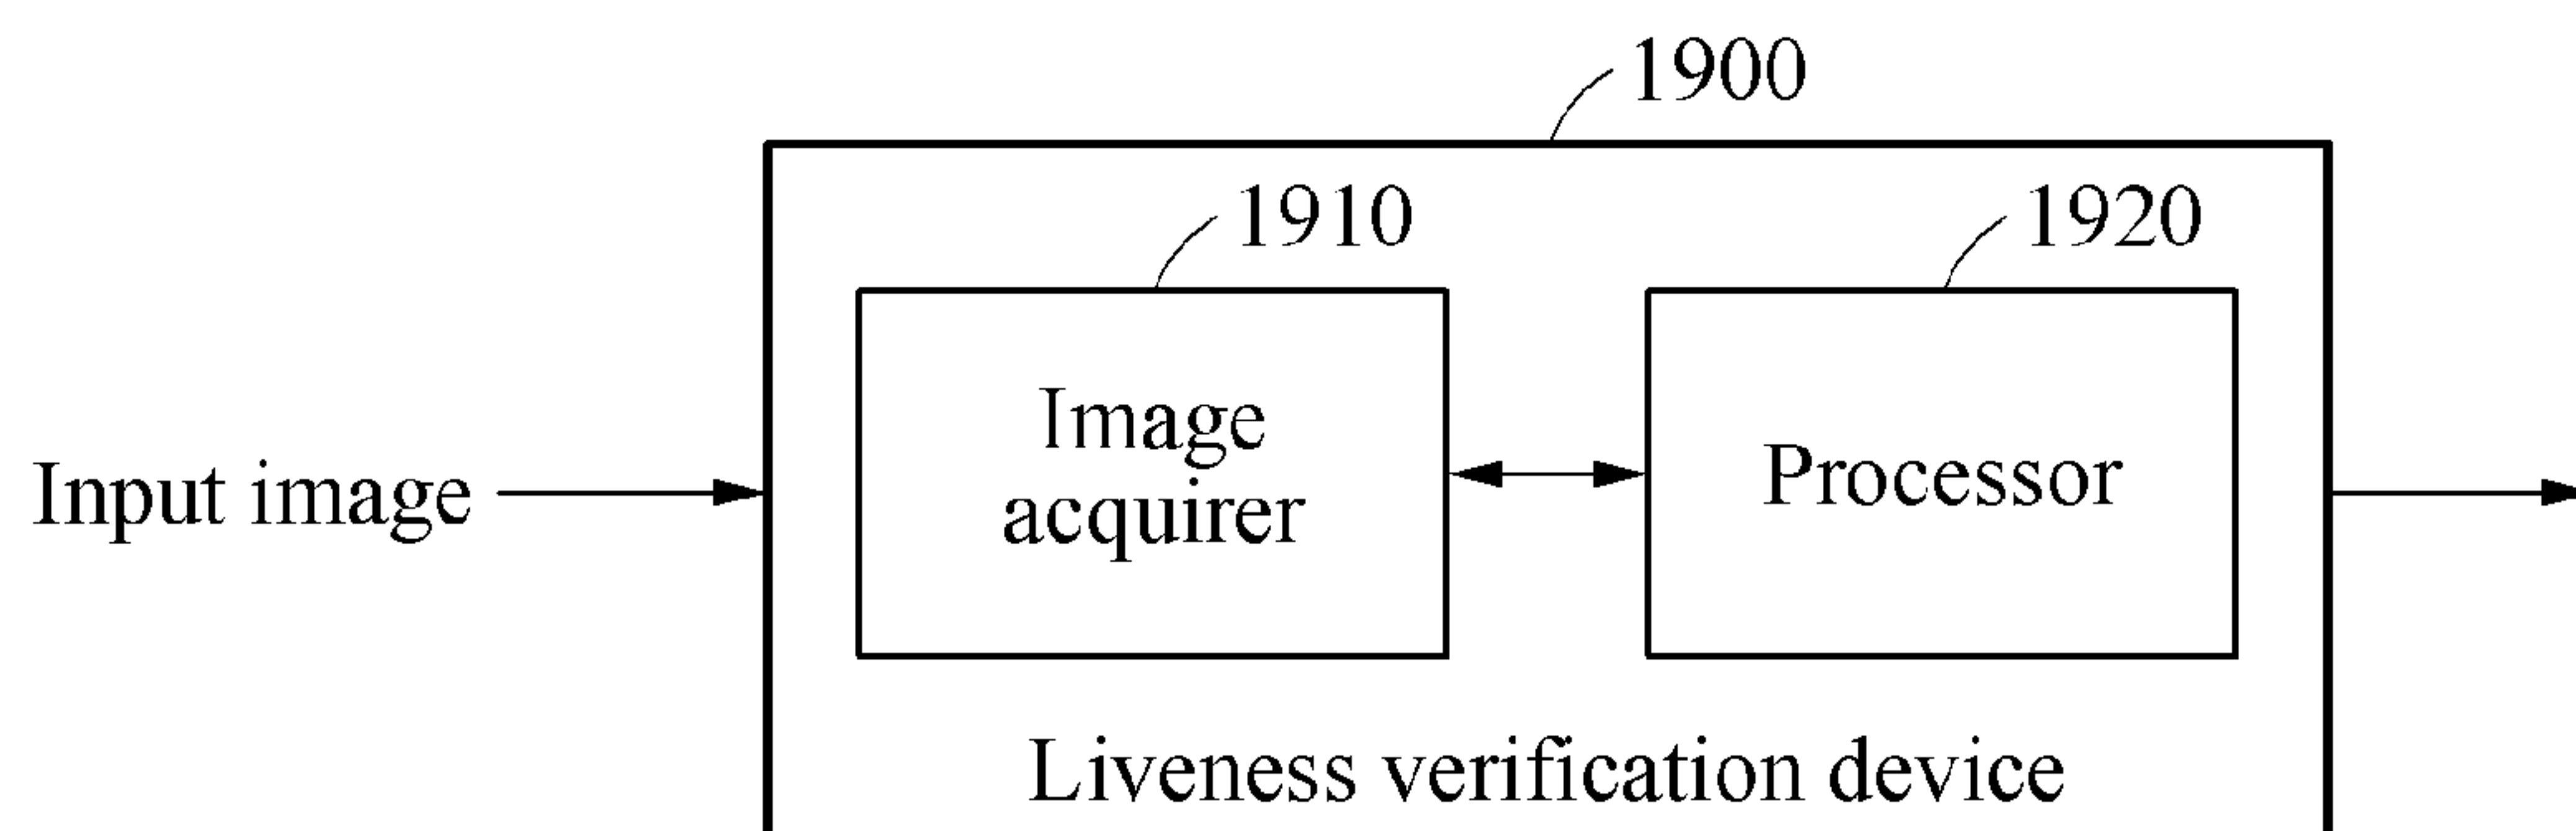 1900
1910
1920
Input image
Image
acquirer
Processor
Liveness verification device